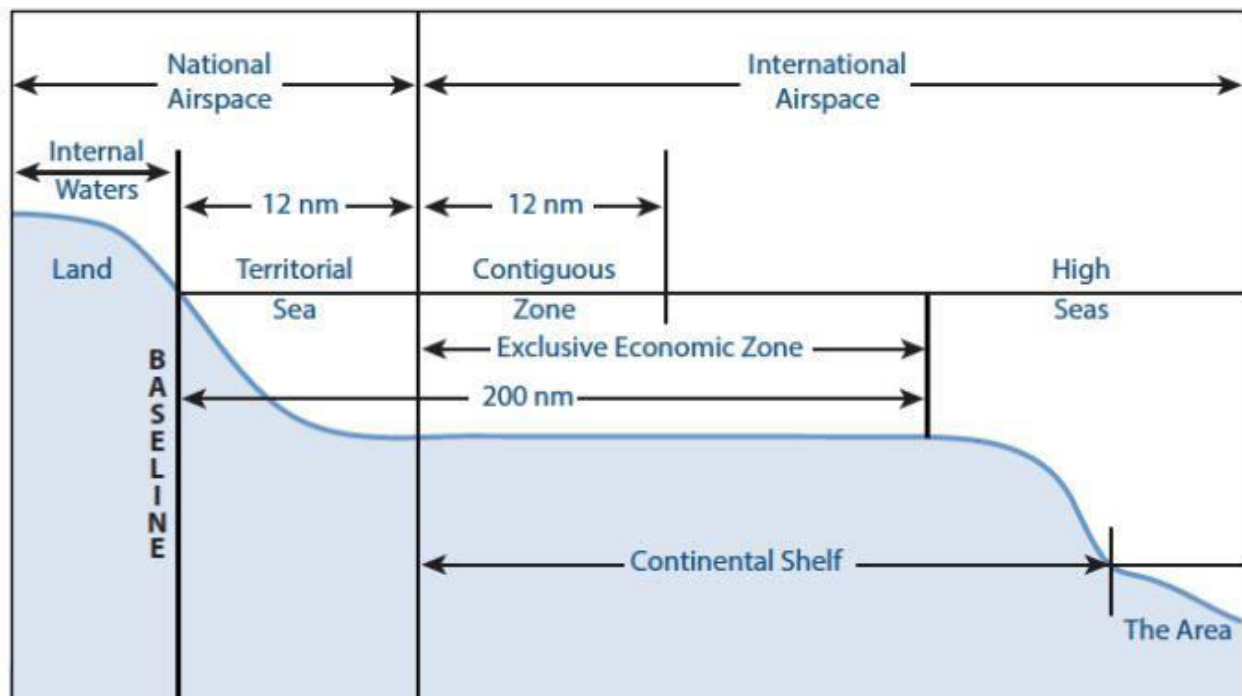 National
Airspace
International
Airspace
Internal
Waters
12 nm
12 nm
Land
Territorial
Sea
Contiguous
Zone
High
Seas
Exclusive Economic Zone
200 nm
BASELINE
Continental Shelf
The Area